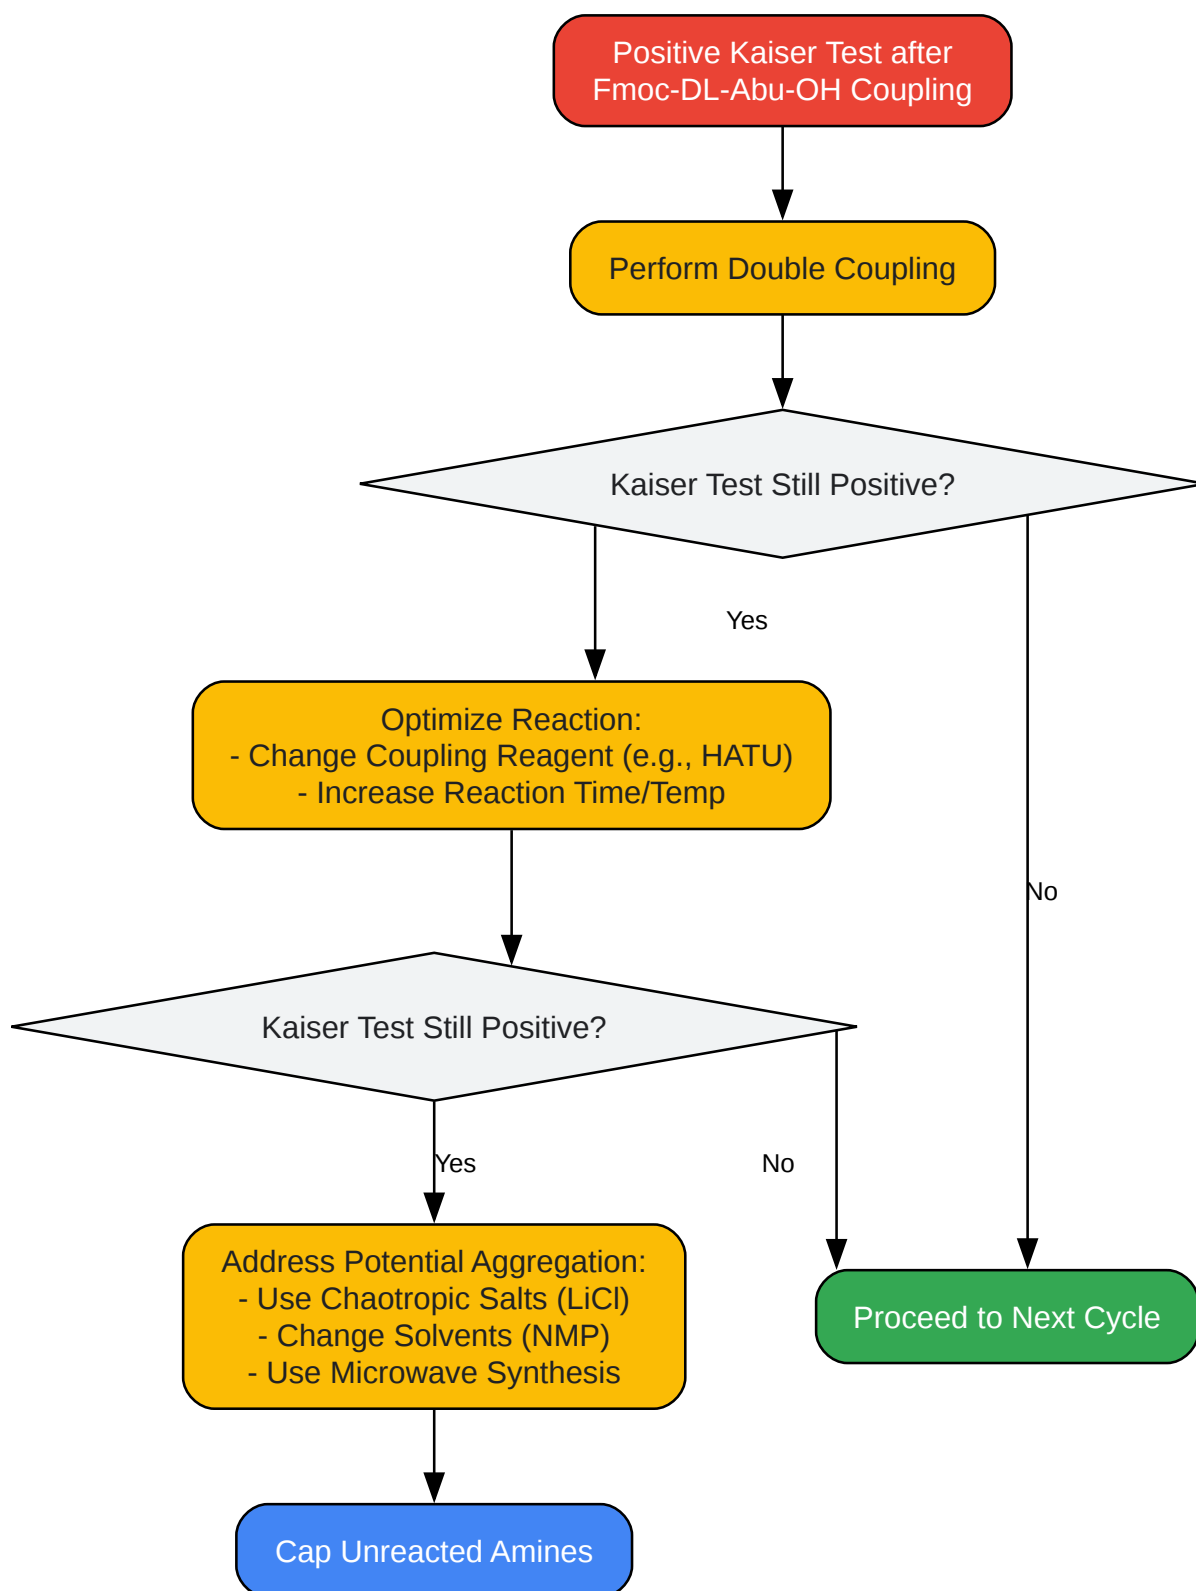 Positive Kaiser Test after
Fmoc-DL-Abu-OH Coupling
Perform Double Coupling
Kaiser Test Still Positive?
Yes
Optimize Reaction:
- Change Coupling Reagent (e.g., HATU)
- Increase Reaction Time/Temp
No
Kaiser Test Still Positive?
Yes
No
Address Potential Aggregation:
- Use Chaotropic Salts (LiCl)
- Change Solvents (NMP)
- Use Microwave Synthesis
Proceed to Next Cycle
Cap Unreacted Amines